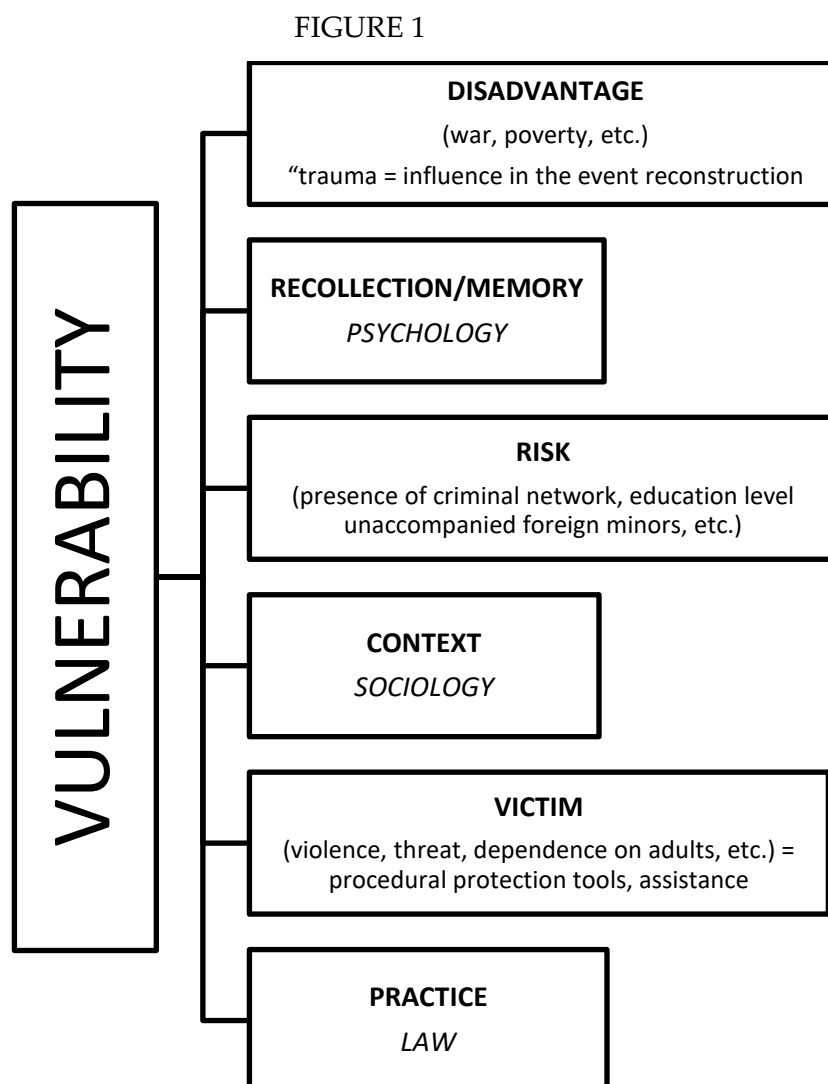 FIGURE 1
VULNERABILITY
DISADVANTAGE
(war, poverty, etc.)
“trauma = influence in the event reconstruction
RECOLLECTION/MEMORY
PSYCHOLOGY
RISK
(presence of criminal network, education level
unaccompanied foreign minors, etc.)
CONTEXT
SOCIOLOGY
VICTIM
(violence, threat, dependence on adults, etc.) =
procedural protection tools, assistance
PRACTICE
LAW